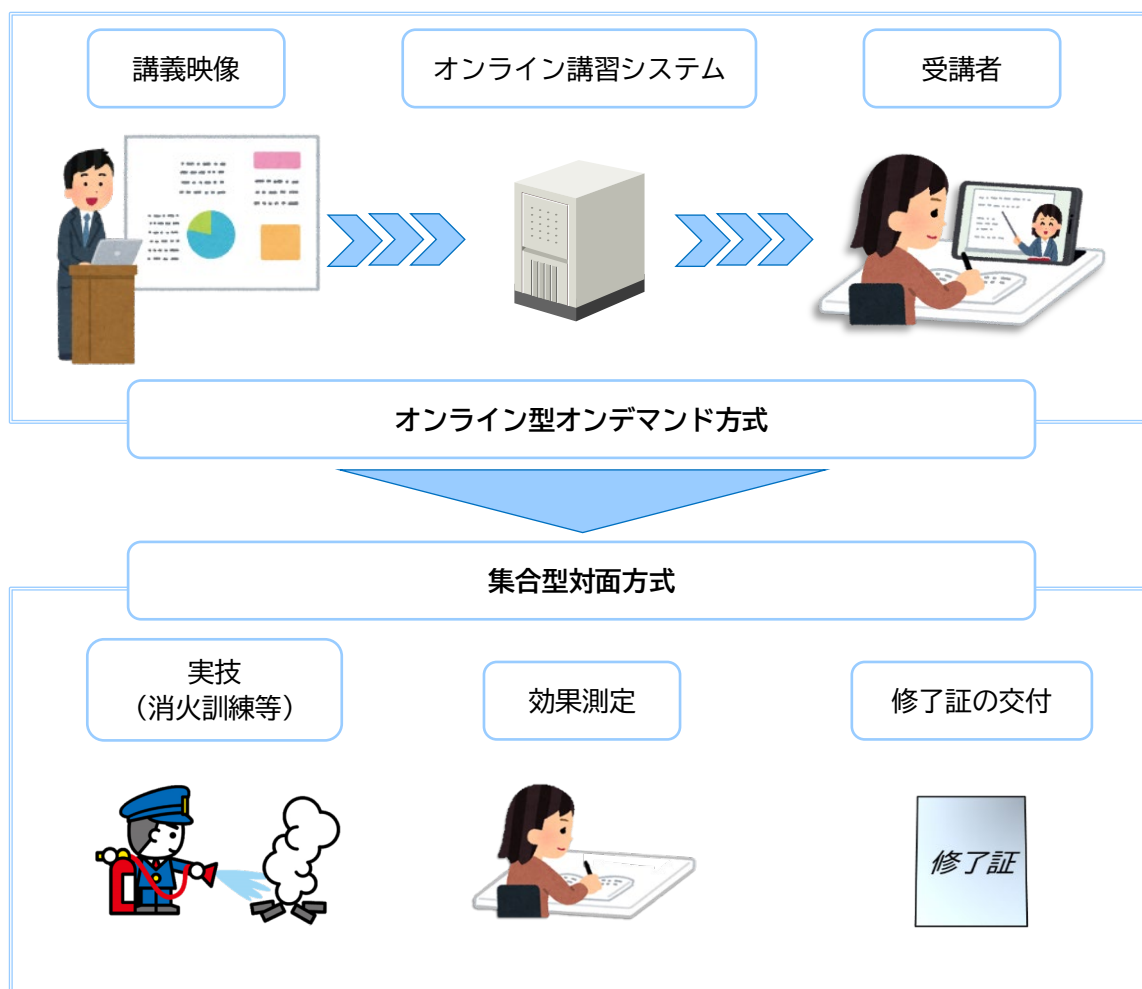 講義映像
オンライン講習システム
受講者
オンライン型オンデマンド方式
集合型対面方式
実技
（消火訓練等）
効果測定
修了証の交付
修了証